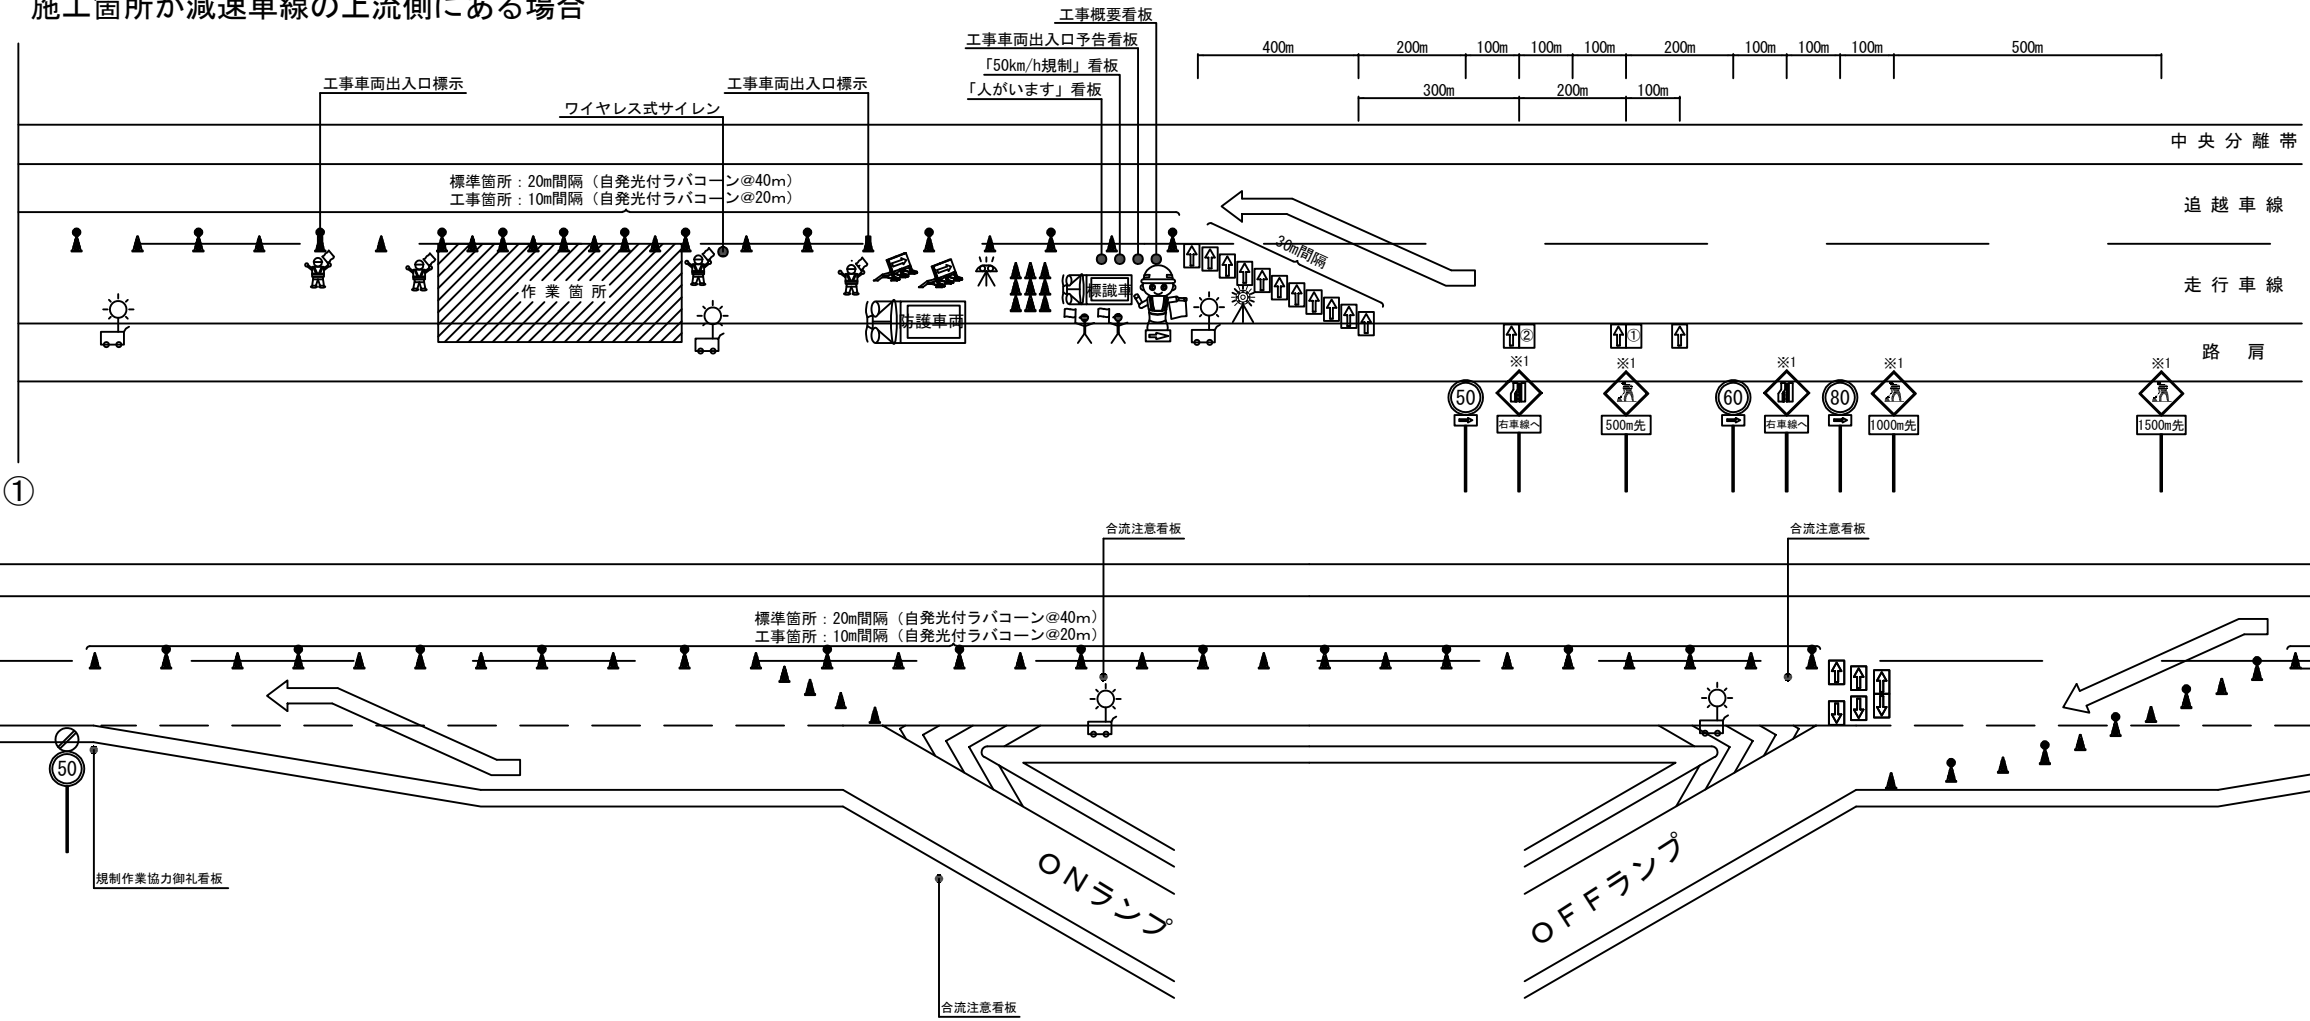 施工箇所が減速車線の上流側にある場合
工事概要看板
工事車両出入口予告看板
「50km/h規制」看板
「人がいます」看板
工事車両出入口標示
ワイヤレス式サイレン
工事車両出入口標示
400m
200m
100m
100m
100m
200m
100m
100m
100m
500m
300m
200m
100m
中央分離帯
標準箇所：20m間隔（自発光付ラバコーン@40m）
工事箇所：10m間隔（自発光付ラバコーン@20m）
追越車線
30m間隔
走行車線
作業箇所
標識車
防護車両
②
①
路肩
※1
※1
※1
※1
※1
50
60
80
右車線へ
500m先
右車線へ
1000m先
1500m先
①
合流注意看板
合流注意看板
標準箇所：20m間隔（自発光付ラバコーン@40m）
工事箇所：10m間隔（自発光付ラバコーン@20m）
50
規制作業協力御礼看板
ONランプ
OFFランプ
合流注意看板